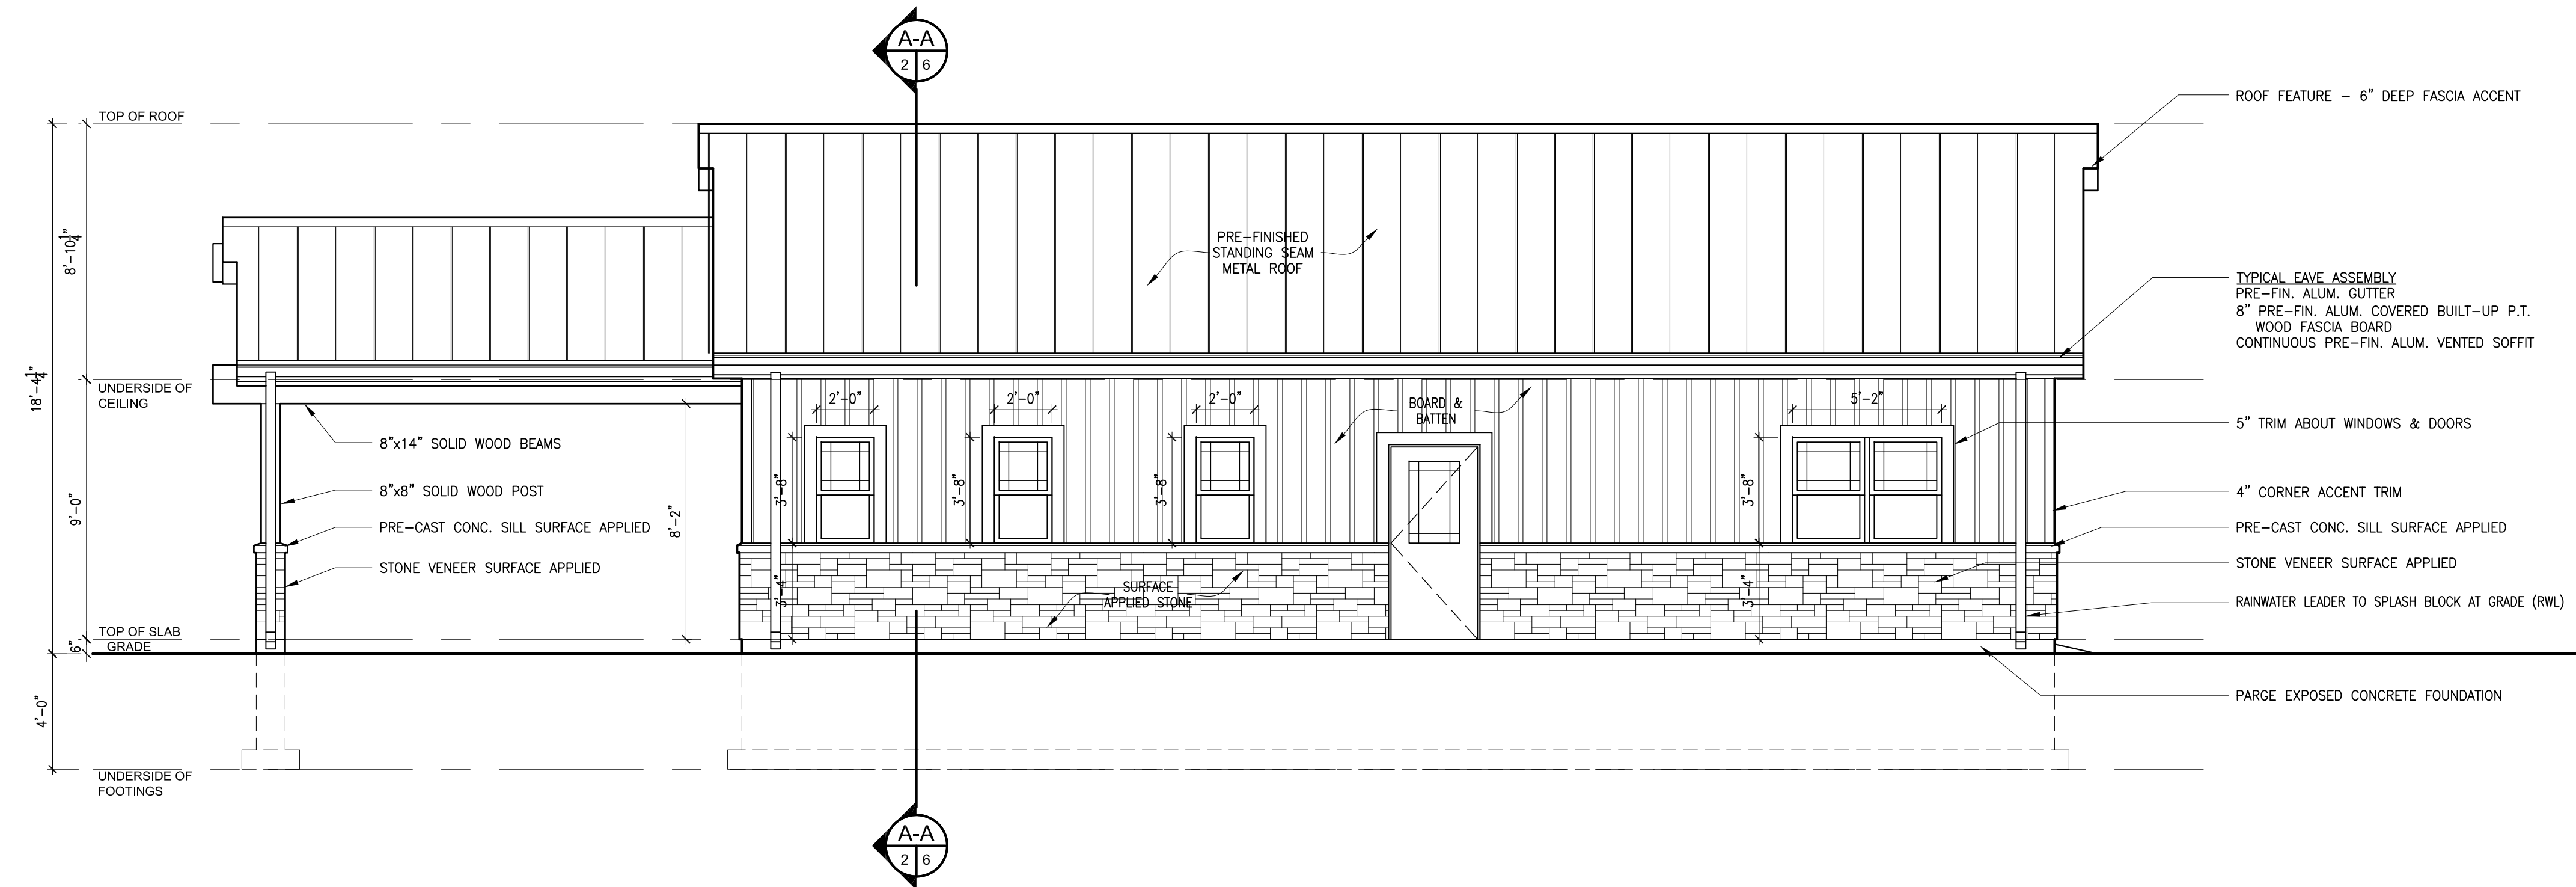 A-A
2 6
TOP OF ROOF
ROOF FEATURE – 6" DEEP FASCIA ACCENT
8'-10 1/4"
18'-4 1/4"
PRE-FINISHED
STANDING SEAM
METAL ROOF
TYPICAL EAVE ASSEMBLY
PRE-FIN. ALUM. GUTTER
8" PRE-FIN. ALUM. COVERED BUILT-UP P.T.
WOOD FASCIA BOARD
CONTINUOUS PRE-FIN. ALUM. VENTED SOFFIT
UNDERSIDE OF
CEILING
2'-0"
2'-0"
2'-0"
BOARD &
BATTEN
5'-2"
5" TRIM ABOUT WINDOWS & DOORS
8"x14" SOLID WOOD BEAMS
8"x8" SOLID WOOD POST
4" CORNER ACCENT TRIM
9'-0"
8'-2"
3'-8"
3'-8"
3'-8"
3'-8"
PRE-CAST CONC. SILL SURFACE APPLIED
PRE-CAST CONC. SILL SURFACE APPLIED
STONE VENEER SURFACE APPLIED
STONE VENEER SURFACE APPLIED
3'-4"
SURFACE
APPLIED STONE
3'-4"
RAINWATER LEADER TO SPLASH BLOCK AT GRADE (RWL)
TOP OF SLAB
GRADE
6"
4'-0"
PARGE EXPOSED CONCRETE FOUNDATION
UNDERSIDE OF
FOOTINGS
A-A
2 6